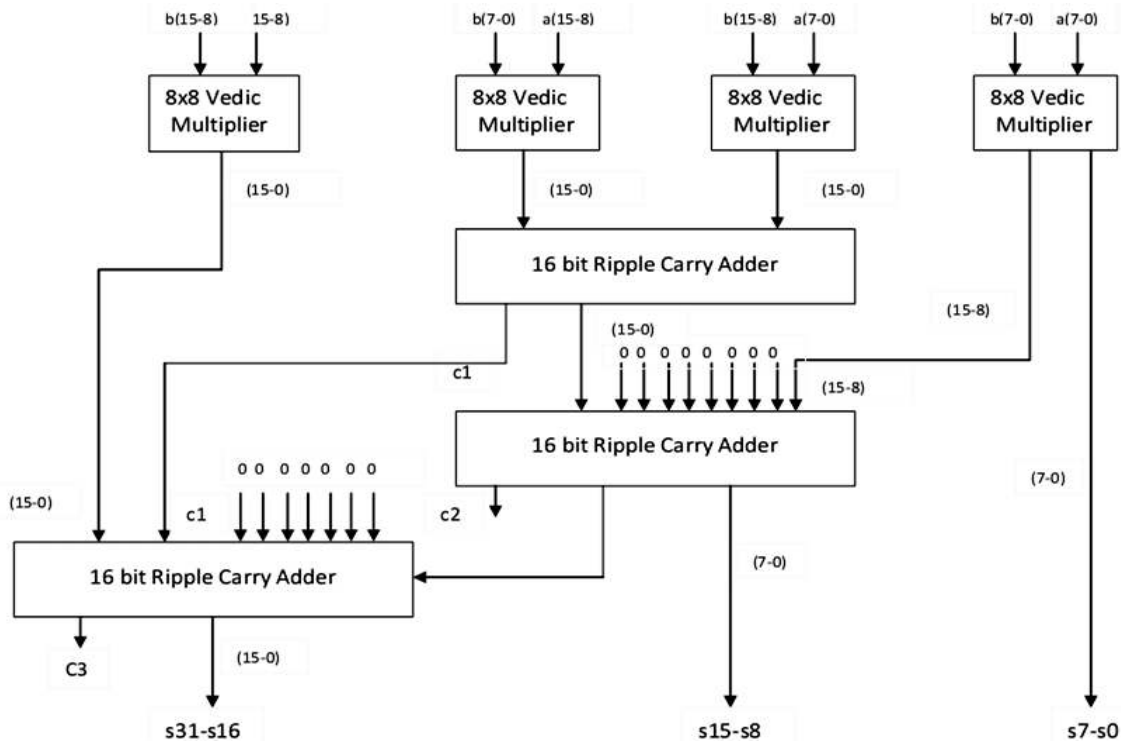 b(15-8) 15-8) b(7-0) a(15-8) b(15-8) a(7-0) b(7-0) a(7-0)
8x8 Vedic Multiplier
8x8 Vedic Multiplier
8x8 Vedic Multiplier
8x8 Vedic Multiplier
(15-0) (15-0) (15-0)
16 bit Ripple Carry Adder
(15-8)
(15-0)
0 0 0 0 0 0 0 0
c1
(15-8)
16 bit Ripple Carry Adder
0 0 0 0 0 0 0
(7-0)
(15-0)
c1
c2
(7-0)
16 bit Ripple Carry Adder
C3
(15-0)
s31-s16 s15-s8 s7-s0